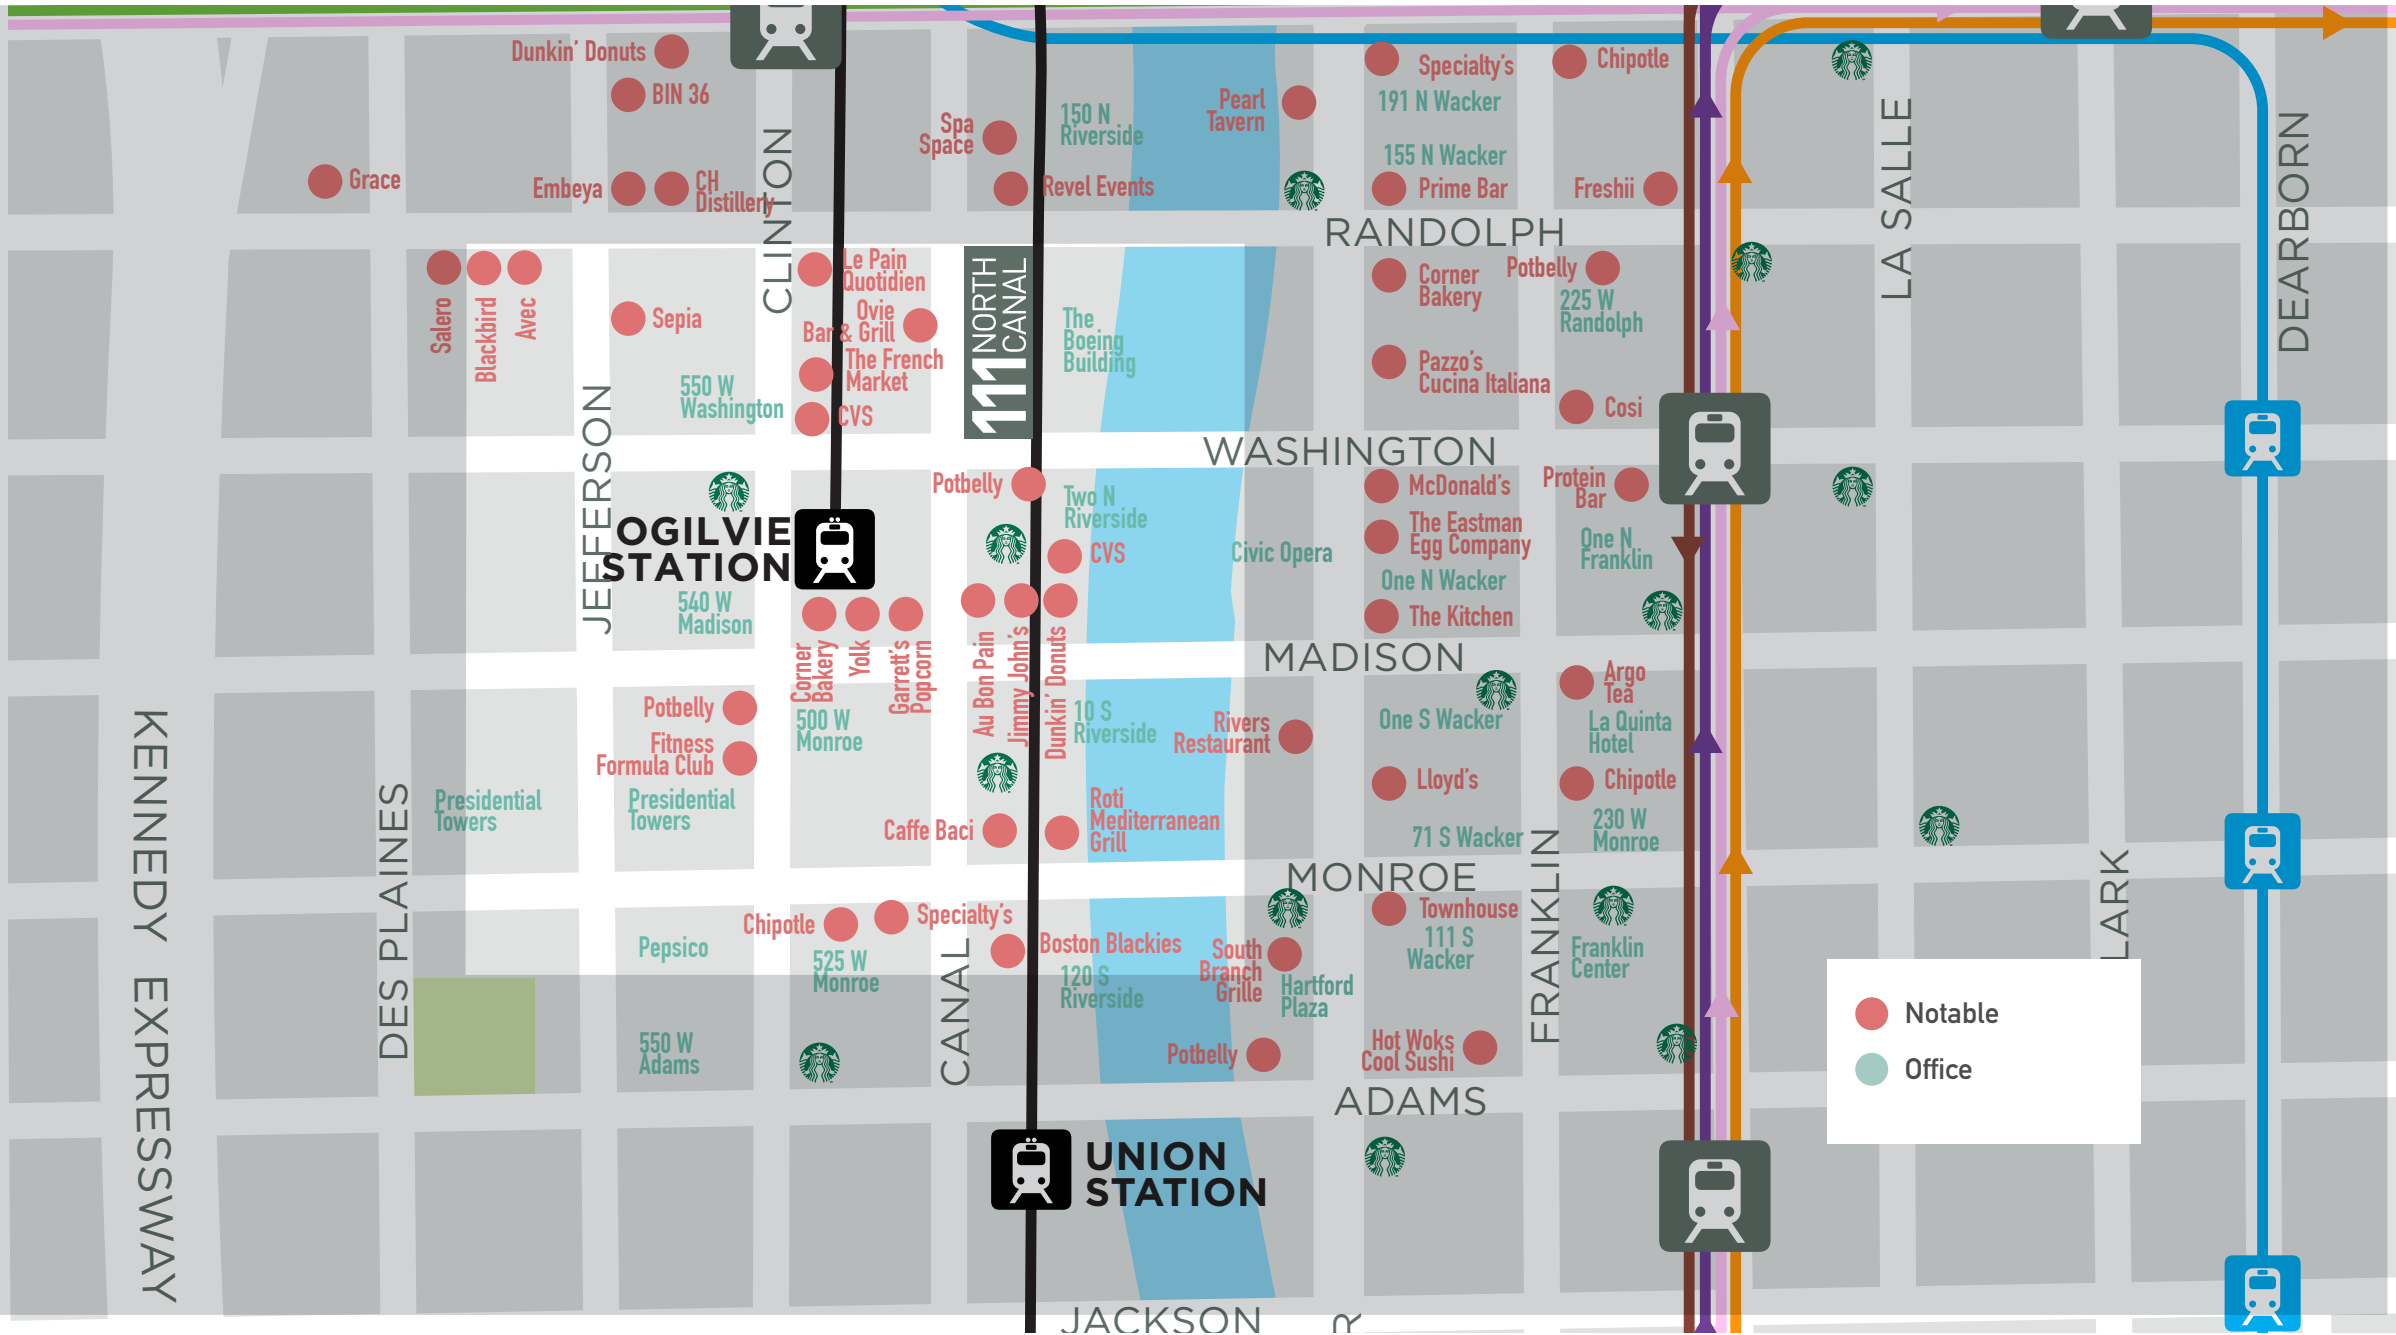 Dunkin' Donuts
BIN 36
Grace
Embeya
CH
Distillery
CLINTON
Spa
Space
Revel Events
150 N
Riverside
Pearl
Tavern
Specialty's
191 N Wacker
155 N Wacker
Prime Bar
Chipotle
Freshii
LA SALLE
DEARBORN
RANDOLPH
Salero
Blackbird
Avec
Sepia
550 W
Washington
Le Pain
Quotidien
Ovie
Bar & Grill
The French
Market
CVS
111 NORTH
CANAL
The
Boeing
Building
Corner
Bakery
Pazzo's
Cucina Italiana
Potbelly
225 W
Randolph
Cosi
WASHINGTON
JEFFERSON
OGILVIE
STATION
540 W
Madison
Potbelly
Two N
Riverside
CVS
Civic Opera
McDonald's
The Eastman
Egg Company
One N Wacker
The Kitchen
Protein
Bar
One N
Franklin
Corner
Bakery
Yolk
Garrett's
Popcorn
Au Bon Pain
Jimmy John's
Dunkin' Donuts
MADISON
KENNEDY EXPRESSWAY
DES PLAINES
Presidential
Towers
Potbelly
Fitness
Formula Club
Presidential
Towers
500 W
Monroe
10 S
Riverside
Caffe Baci
Roti
Mediterranean
Grill
Rivers
Restaurant
One S Wacker
Lloyd's
71 S Wacker
Argo
Tea
La Quinta
Hotel
Chipotle
230 W
Monroe
FRANKLIN
MONROE
LARK
Pepsico
550 W
Adams
Chipotle
Specialty's
525 W
Monroe
CANAL
Boston Blackies
120 S
Riverside
South
Branch
Grille
Hartford
Plaza
Potbelly
Townhouse
111 S
Wacker
Hot Woks
Cool Sushi
Franklin
Center
Notable
Office
ADAMS
UNION
STATION
JACKSON
R